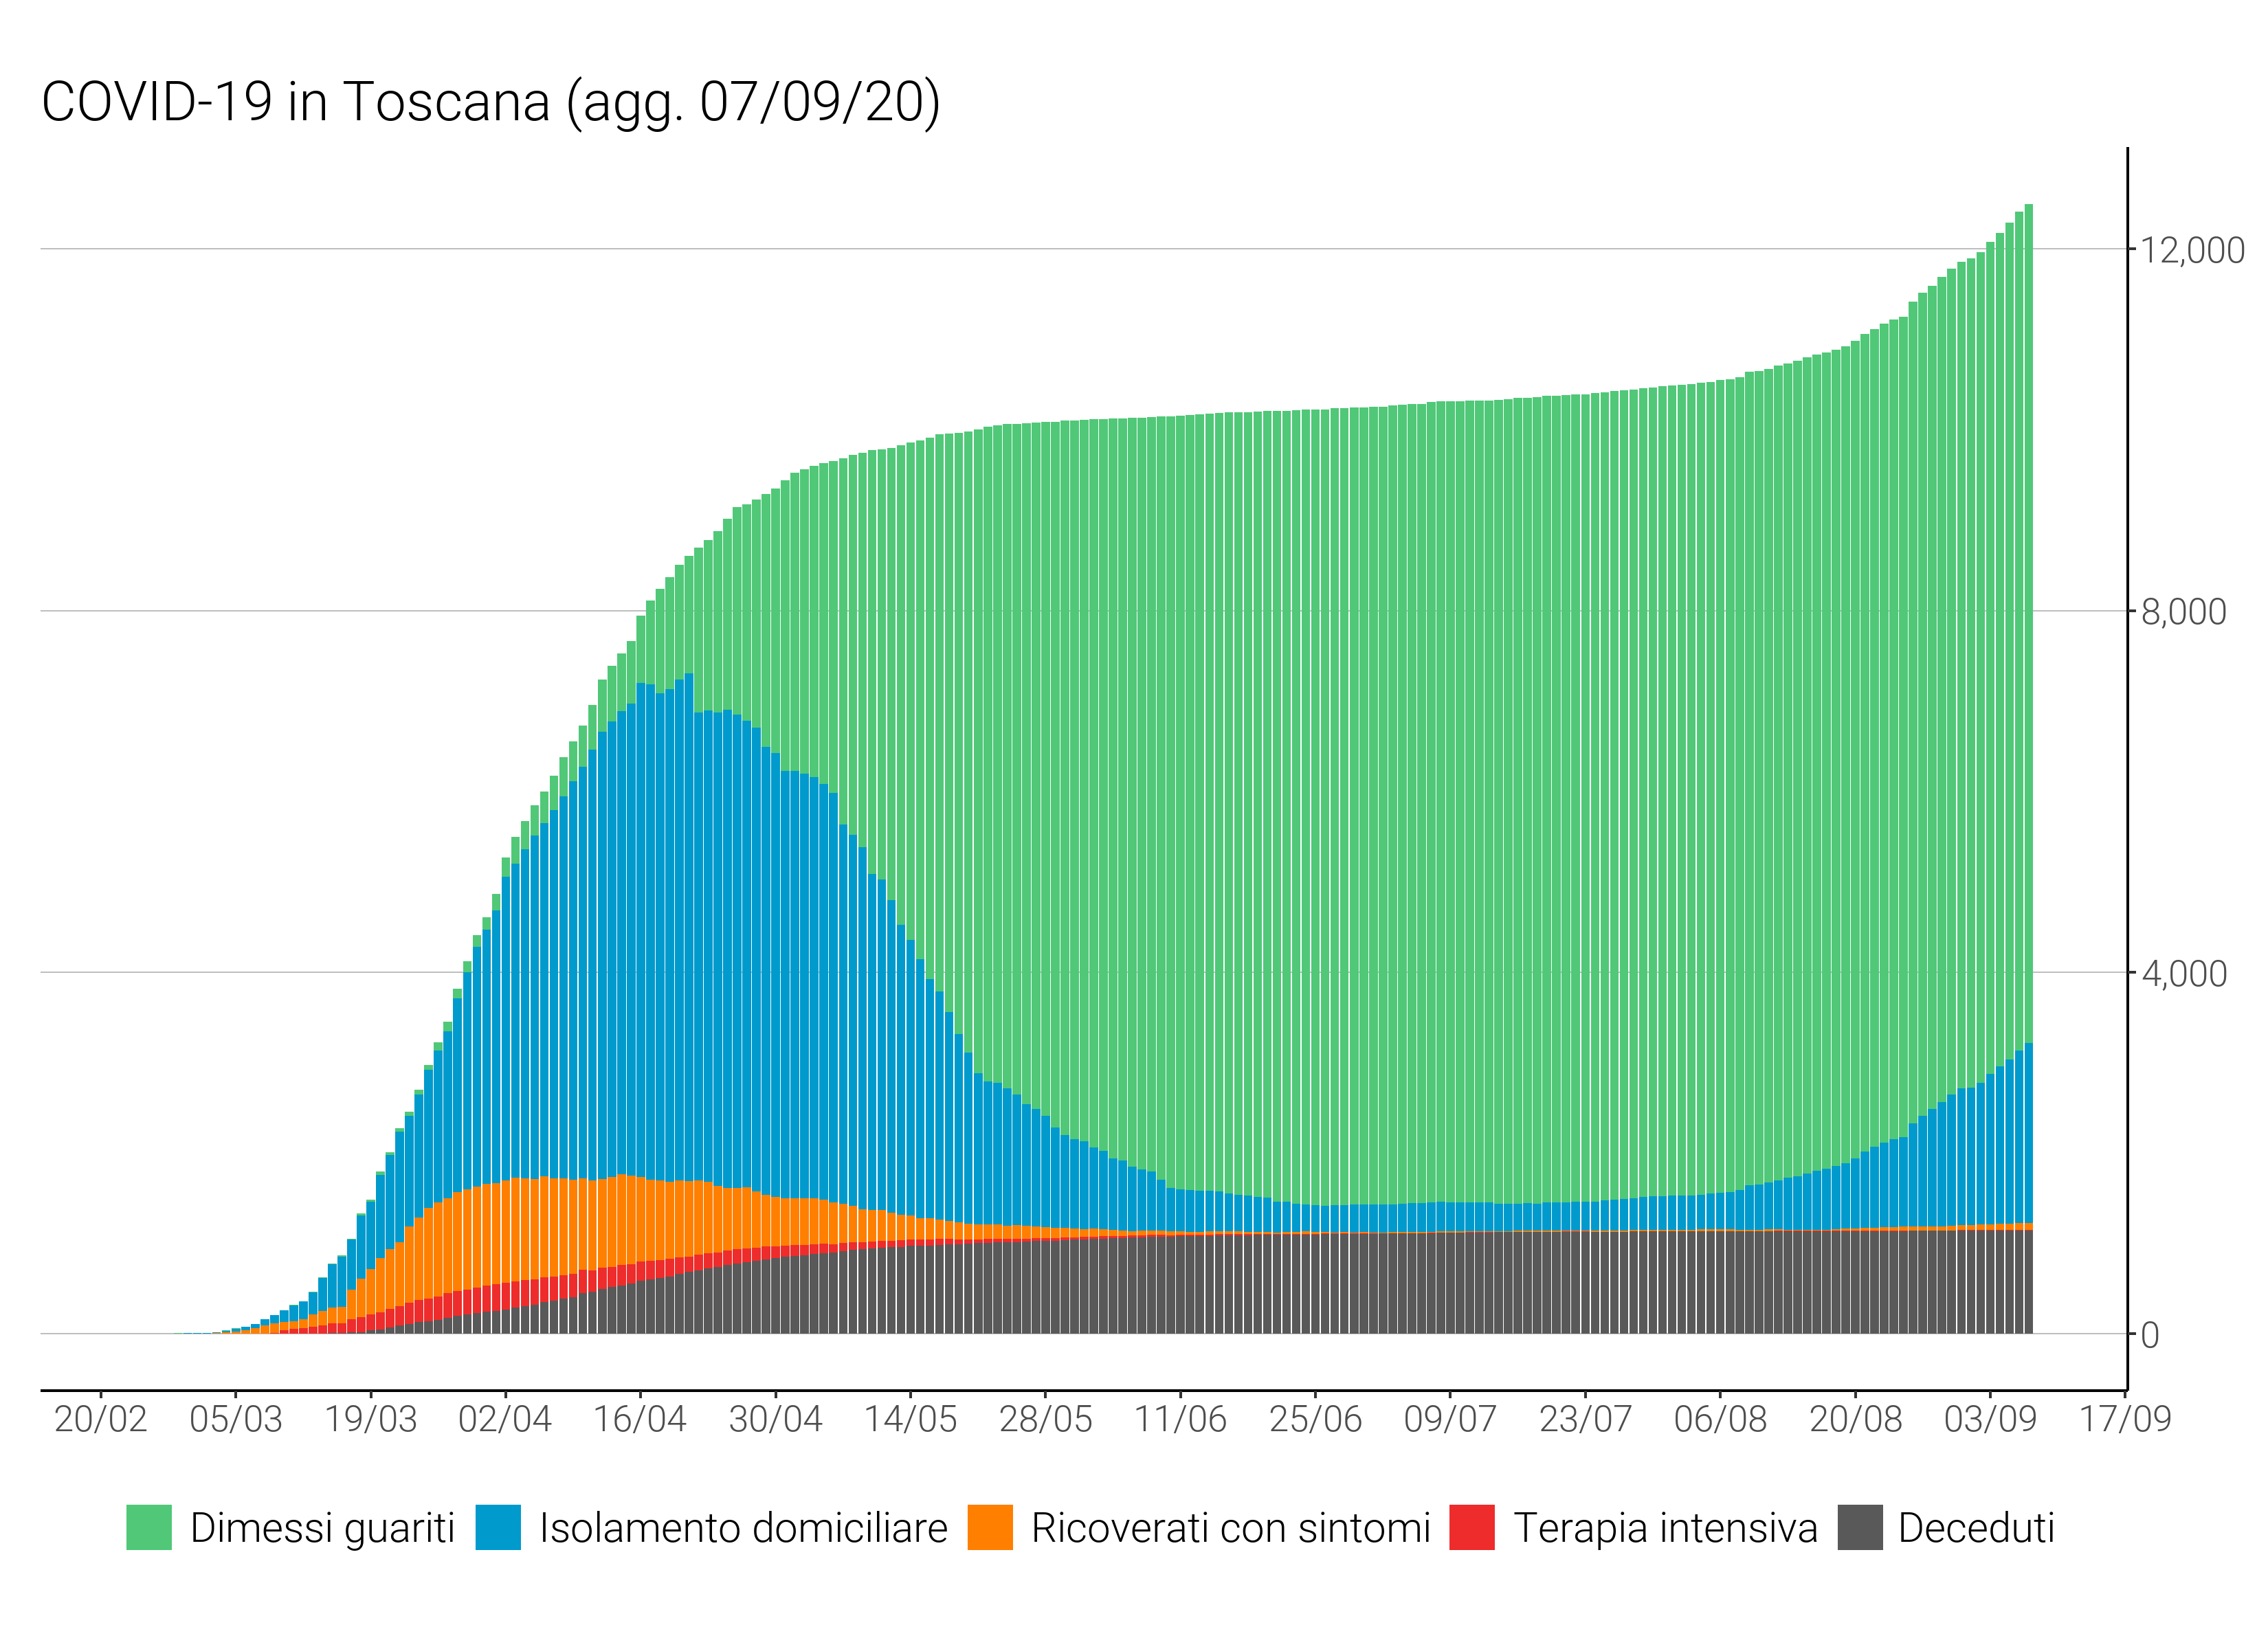 COVID-19 in Toscana (agg. 07/09/20)
12,000
8,000
4,000
0
20/02 05/03 19/03 02/04 16/04 30/04 14/05 28/05 11/06 25/06 09/07 23/07 06/08 20/08 03/09 17/09
Dimessi guariti Isolamento domiciliare Ricoverati con sintomi Terapia intensiva Deceduti